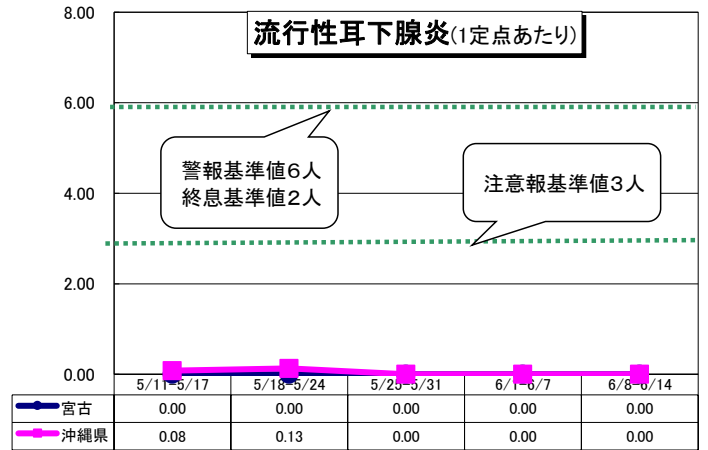 流行性耳下腺炎(1定点あたり)
8.00
6.00
警報基準値6人
終息基準値2人
注意報基準値3人
4.00
2.00
0.00
5/11-5/17 5/18-5/24 5/25-5/31 6/1-6/7 6/8-6/14
宮古 0.00 0.00 0.00 0.00 0.00
沖縄県 0.08 0.13 0.00 0.00 0.00